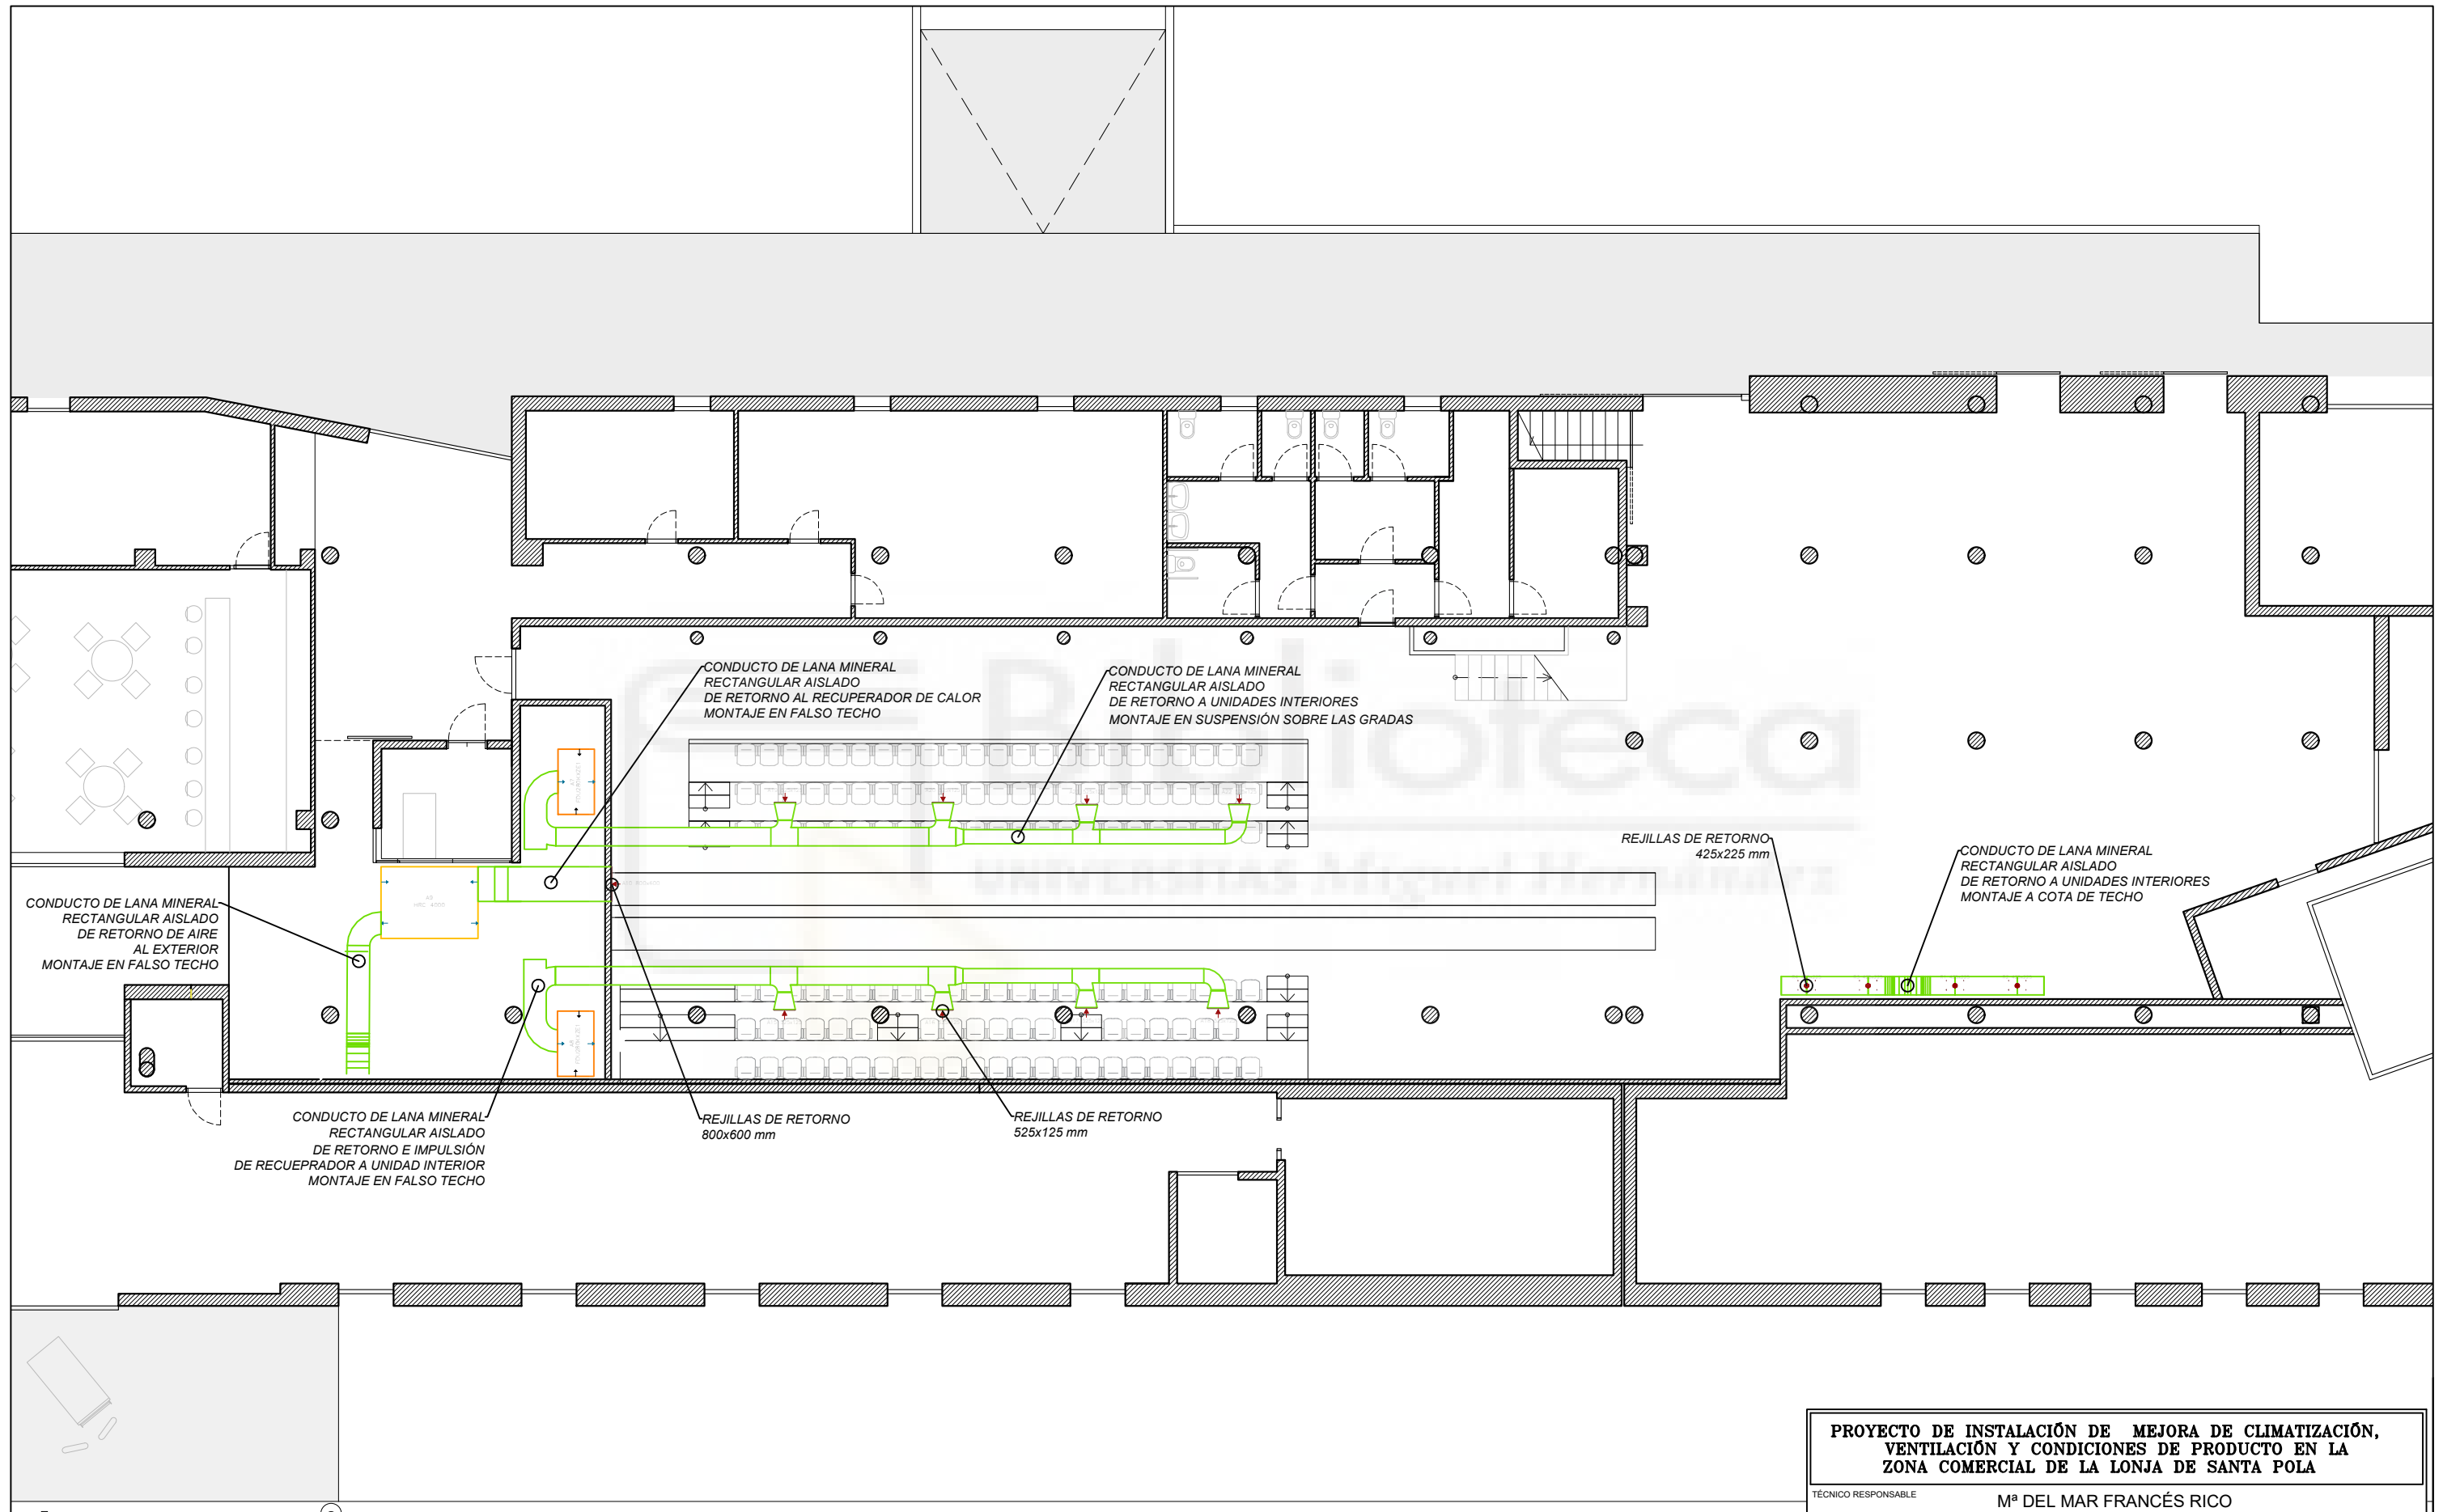 CONDUCTO DE LANA MINERAL
RECTANGULAR AISLADO
DE RETORNO AL RECUPERADOR DE CALOR
MONTAJE EN FALSO TECHO
CONDUCTO DE LANA MINERAL
RECTANGULAR AISLADO
DE RETORNO A UNIDADES INTERIORES
MONTAJE EN SUSPENSIÓN SOBRE LAS GRADAS
Biblioteca
UNIVERSITAS Miguel Hernández
REJILLAS DE RETORNO
425x225 mm
CONDUCTO DE LANA MINERAL
RECTANGULAR AISLADO
DE RETORNO A UNIDADES INTERIORES
MONTAJE A COTA DE TECHO
CONDUCTO DE LANA MINERAL
RECTANGULAR AISLADO
DE RETORNO DE AIRE
AL EXTERIOR
MONTAJE EN FALSO TECHO
CONDUCTO DE LANA MINERAL
RECTANGULAR AISLADO
DE RETORNO E IMPULSIÓN
DE RECUEPRADOR A UNIDAD INTERIOR
MONTAJE EN FALSO TECHO
REJILLAS DE RETORNO
800x600 mm
REJILLAS DE RETORNO
525x125 mm
PROYECTO DE INSTALACIÓN DE MEJORA DE CLIMATIZACIÓN,
VENTILACIÓN Y CONDICIONES DE PRODUCTO EN LA
ZONA COMERCIAL DE LA LONJA DE SANTA POLA
TÉCNICO RESPONSABLE
Mª DEL MAR FRANCÉS RICO